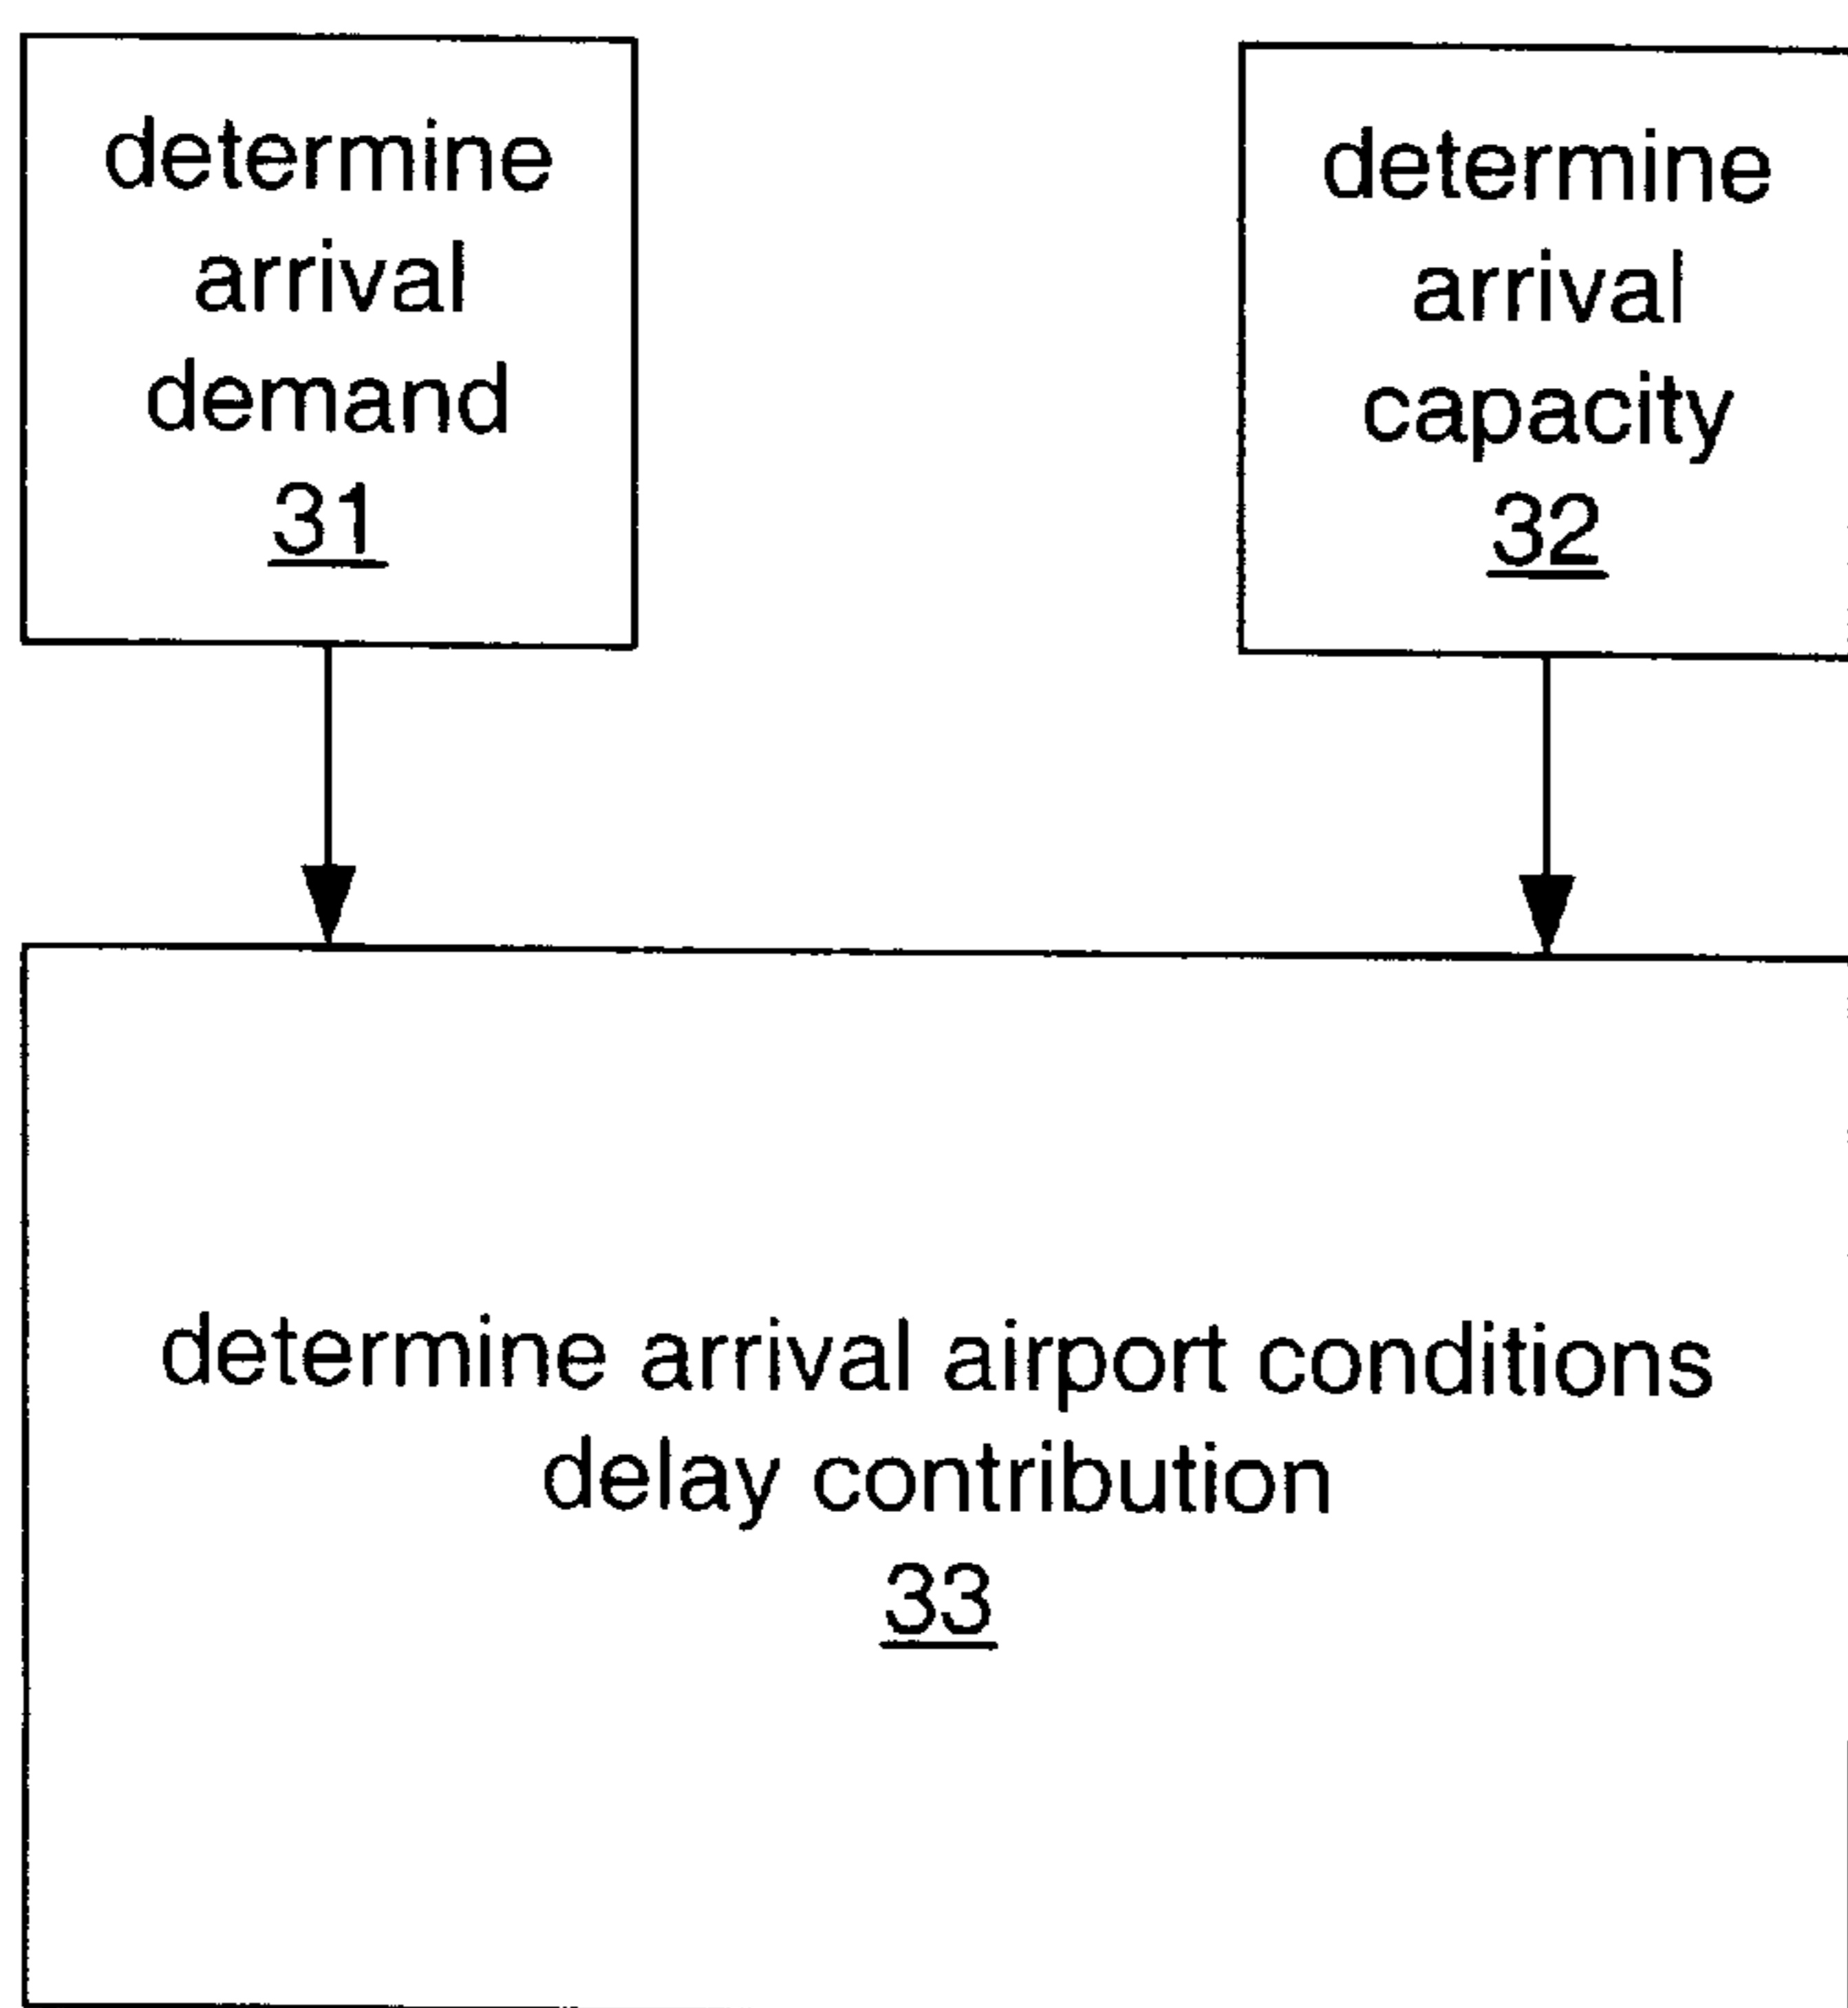 determine
arrival
demand
31
determine
arrival
capacity
32
determine arrival airport conditions
delay contribution
33